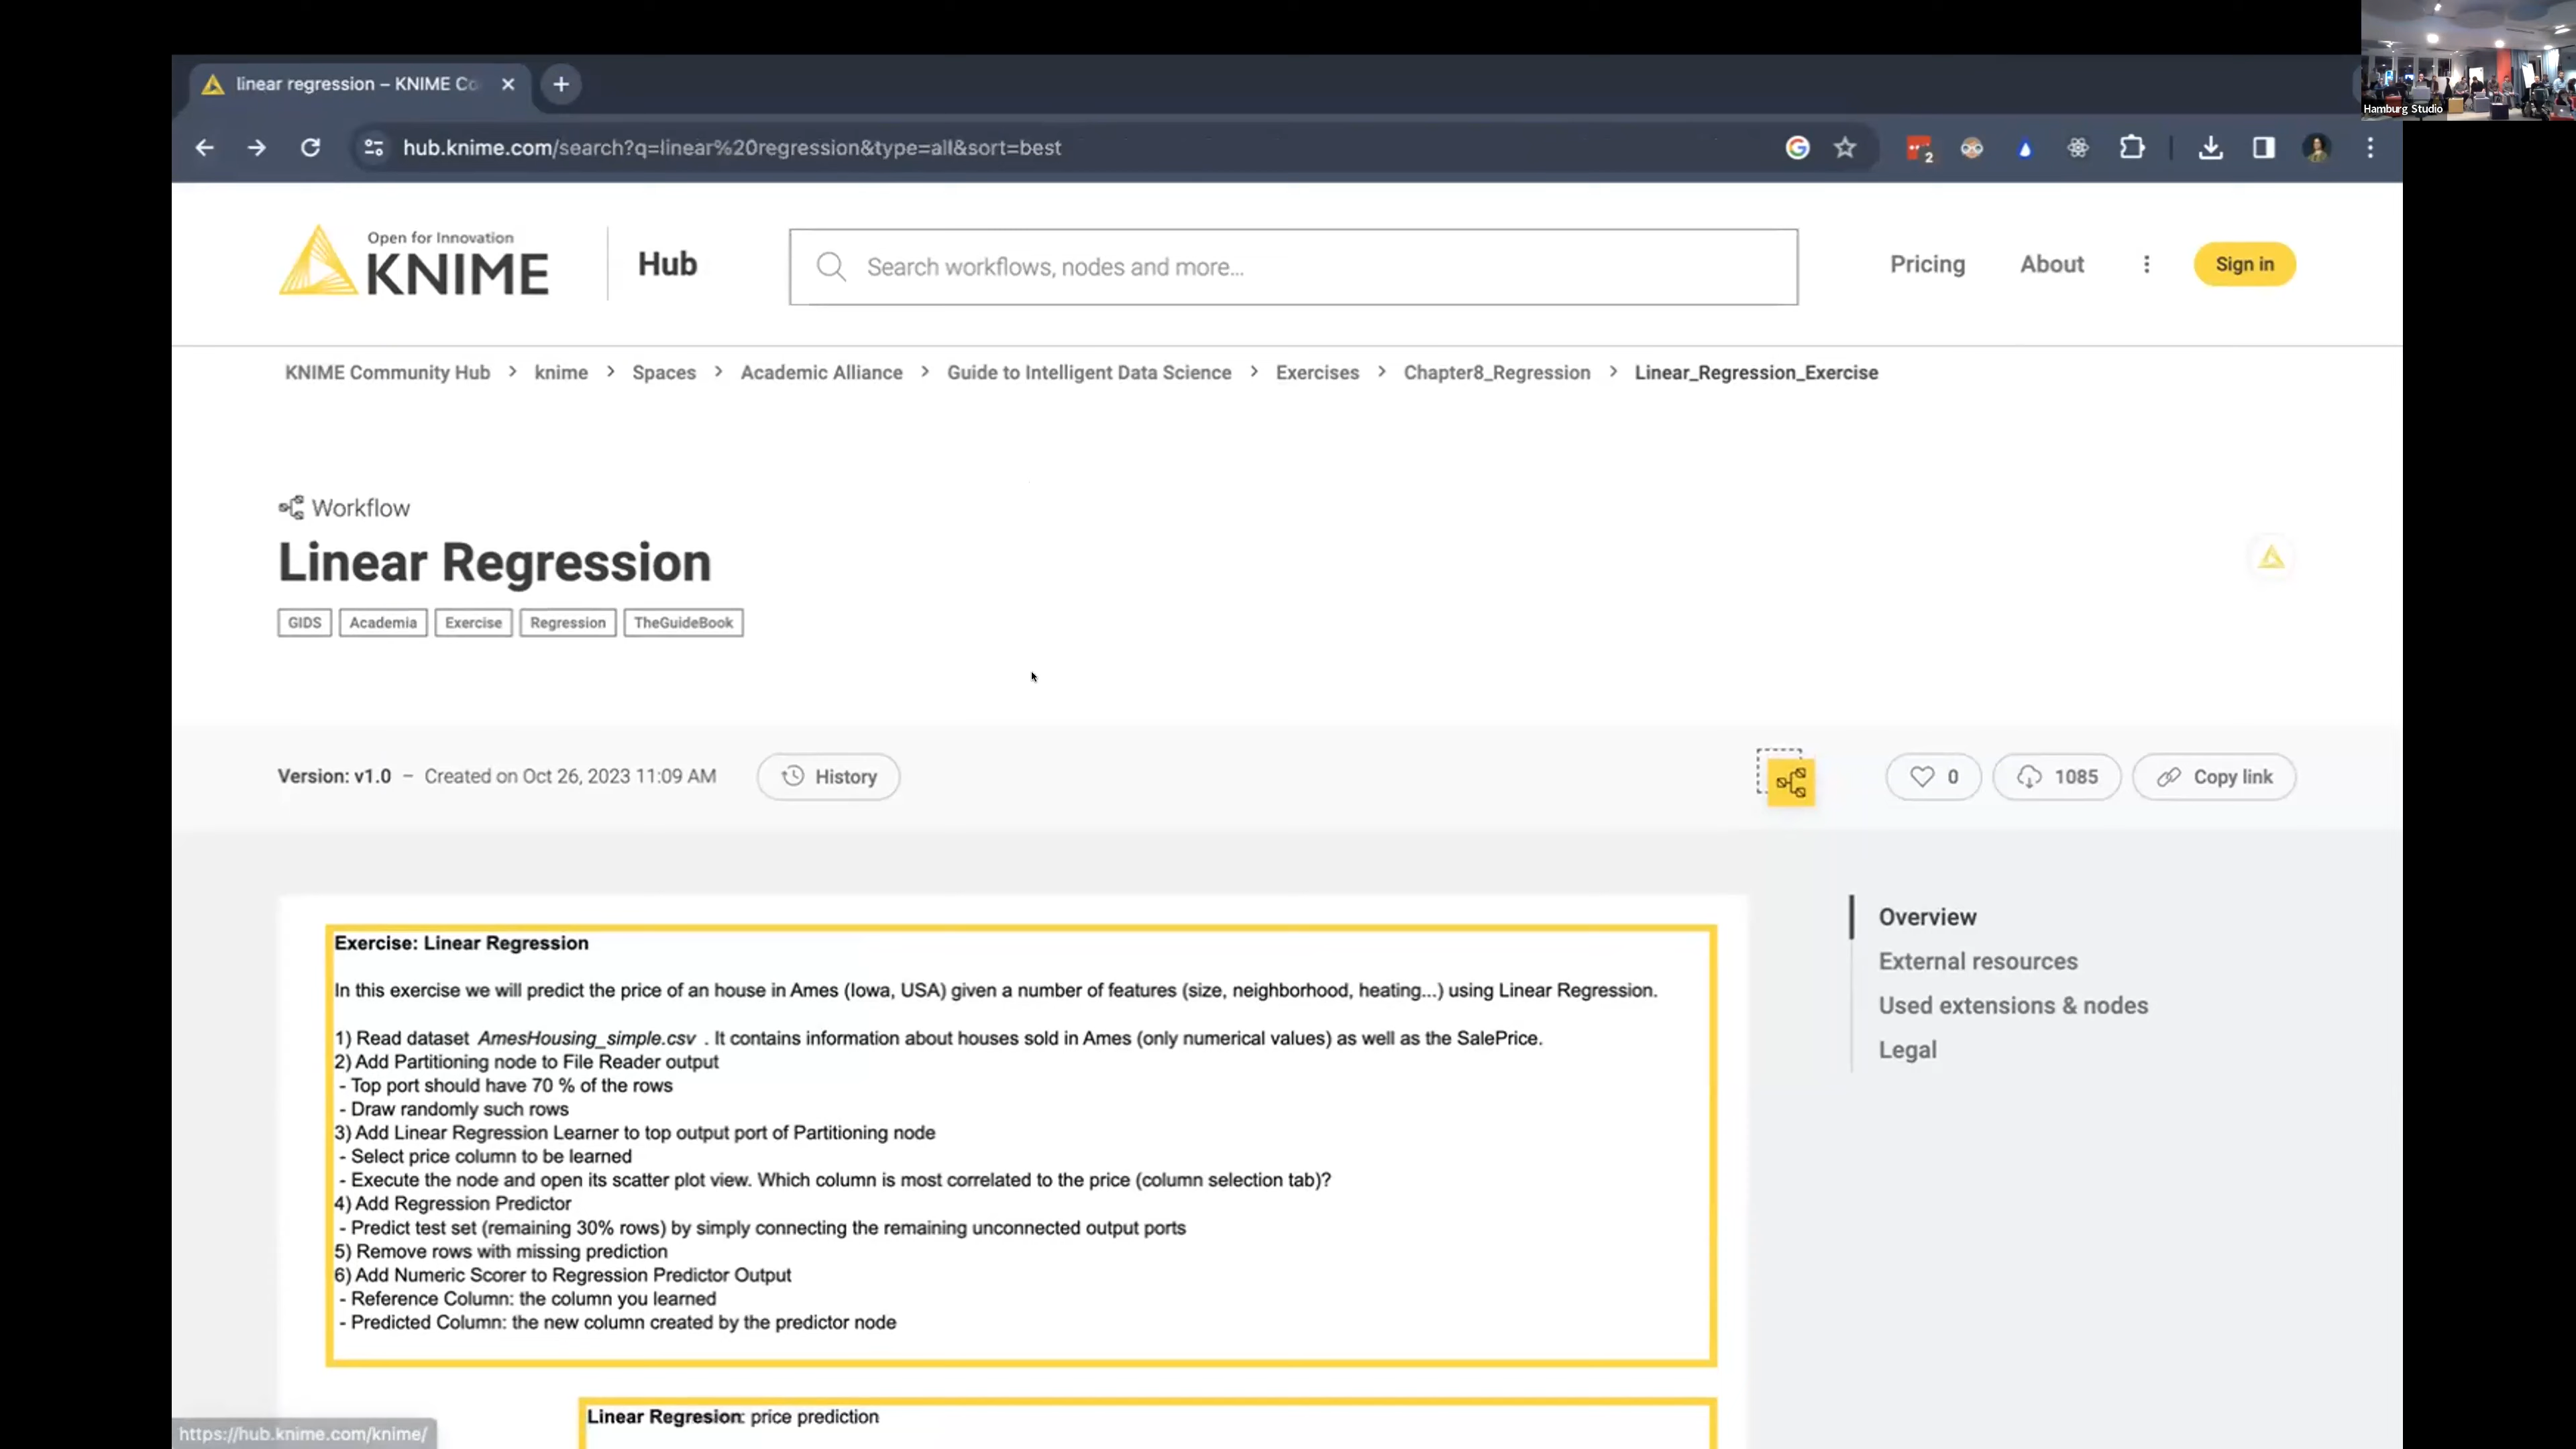 linear regression – KNIME Co
hub.knime.com/search?q=linear%20regression&type=all&sort=best
2
Hamburg Studio
Open for Innovation
KNIME
Hub
Search workflows, nodes and more...
Pricing
About
Sign in
KNIME Community Hub > knime > Spaces > Academic Alliance > Guide to Intelligent Data Science > Exercises > Chapter8_Regression > Linear_Regression_Exercise
Workflow
Linear Regression
GIDS Academia Exercise Regression TheGuideBook
Version: v1.0 – Created on Oct 26, 2023 11:09 AM
History
0
1085
Copy link
Overview
External resources
Used extensions & nodes
Legal
Exercise: Linear Regression
In this exercise we will predict the price of an house in Ames (Iowa, USA) given a number of features (size, neighborhood, heating...) using Linear Regression.
1) Read dataset AmesHousing_simple.csv . It contains information about houses sold in Ames (only numerical values) as well as the SalePrice.
2) Add Partitioning node to File Reader output
- Top port should have 70 % of the rows
- Draw randomly such rows
3) Add Linear Regression Learner to top output port of Partitioning node
- Select price column to be learned
- Execute the node and open its scatter plot view. Which column is most correlated to the price (column selection tab)?
4) Add Regression Predictor
- Predict test set (remaining 30% rows) by simply connecting the remaining unconnected output ports
5) Remove rows with missing prediction
6) Add Numeric Scorer to Regression Predictor Output
- Reference Column: the column you learned
- Predicted Column: the new column created by the predictor node
Linear Regresion: price prediction
https://hub.knime.com/knime/